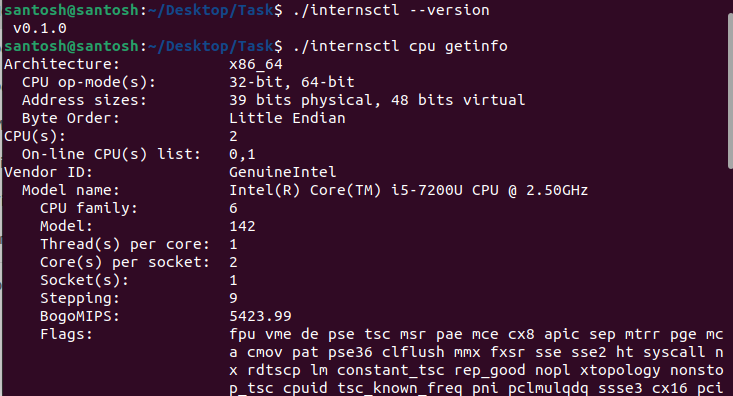 santosh@santosh:~/Desktop/Task$ ./internsctl --version
v0.1.0
santosh@santosh:~/Desktop/Task$ ./internsctl cpu getinfo
Architecture: x86_64
CPU op-mode(s): 32-bit, 64-bit
Address sizes: 39 bits physical, 48 bits virtual
Byte Order: Little Endian
CPU(s): 2
On-line CPU(s) list: 0,1
Vendor ID: GenuineIntel
Model name: Intel(R) Core(TM) i5-7200U CPU @ 2.50GHz
CPU family: 6
Model: 142
Thread(s) per core: 1
Core(s) per socket: 2
Socket(s): 1
Stepping: 9
BogoMIPS: 5423.99
Flags: fpu vme de pse tsc msr pae mce cx8 apic sep mtrr pge mc
a cmov pat pse36 clflush mmx fxsr sse sse2 ht syscall n
x rdtscp lm constant_tsc rep_good nopl xtopology nonsto
p_tsc cpuid tsc_known_freq pni pclmulqdq ssse3 cx16 pci